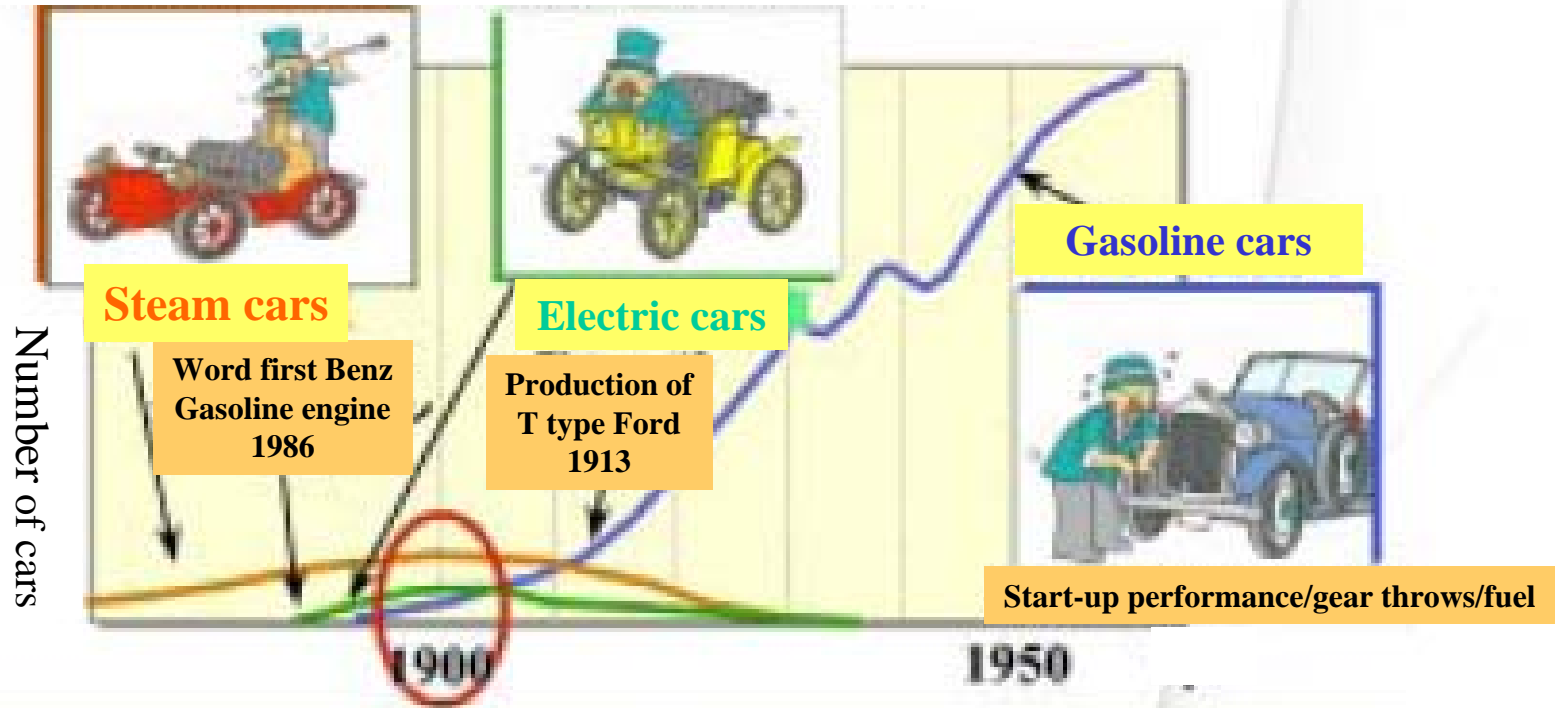 Steam cars
Word first Benz
Gasoline engine
1986
Electric cars
Production of
T type Ford
1913
Gasoline cars
Start-up performance/gear throws/fuel
Number of cars
1900
1950